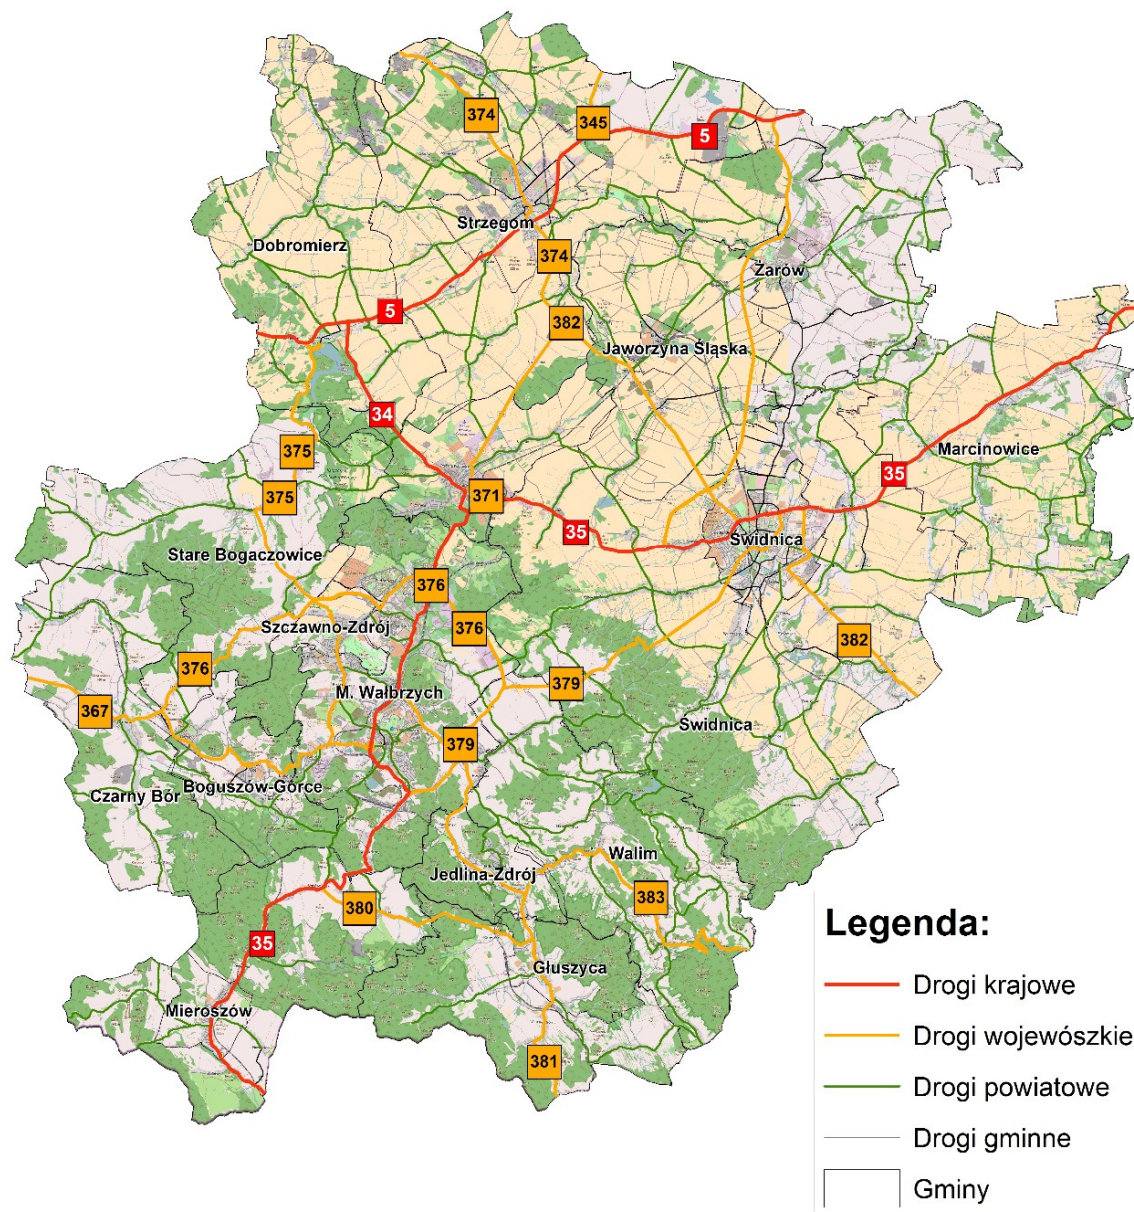 374
345
5
Strzegom
Dobromierz
374
Żarów
5
382
Jaworzyna Śląska
34
375
Marcinowice
35
375
371
35
Świdnica
Stare Bogaczowice
376
Szczawno-Zdrój
376
382
376
379
M. Wałbrzych
367
Świdnica
379
Boguszów-Gorce
Czarny Bór
Walim
Jedlina-Zdrój
383
380
35
Głuszyca
Mieroszów
381
Legenda:
Drogi krajowe
Drogi wojewószkie
Drogi powiatowe
Drogi gminne
Gminy